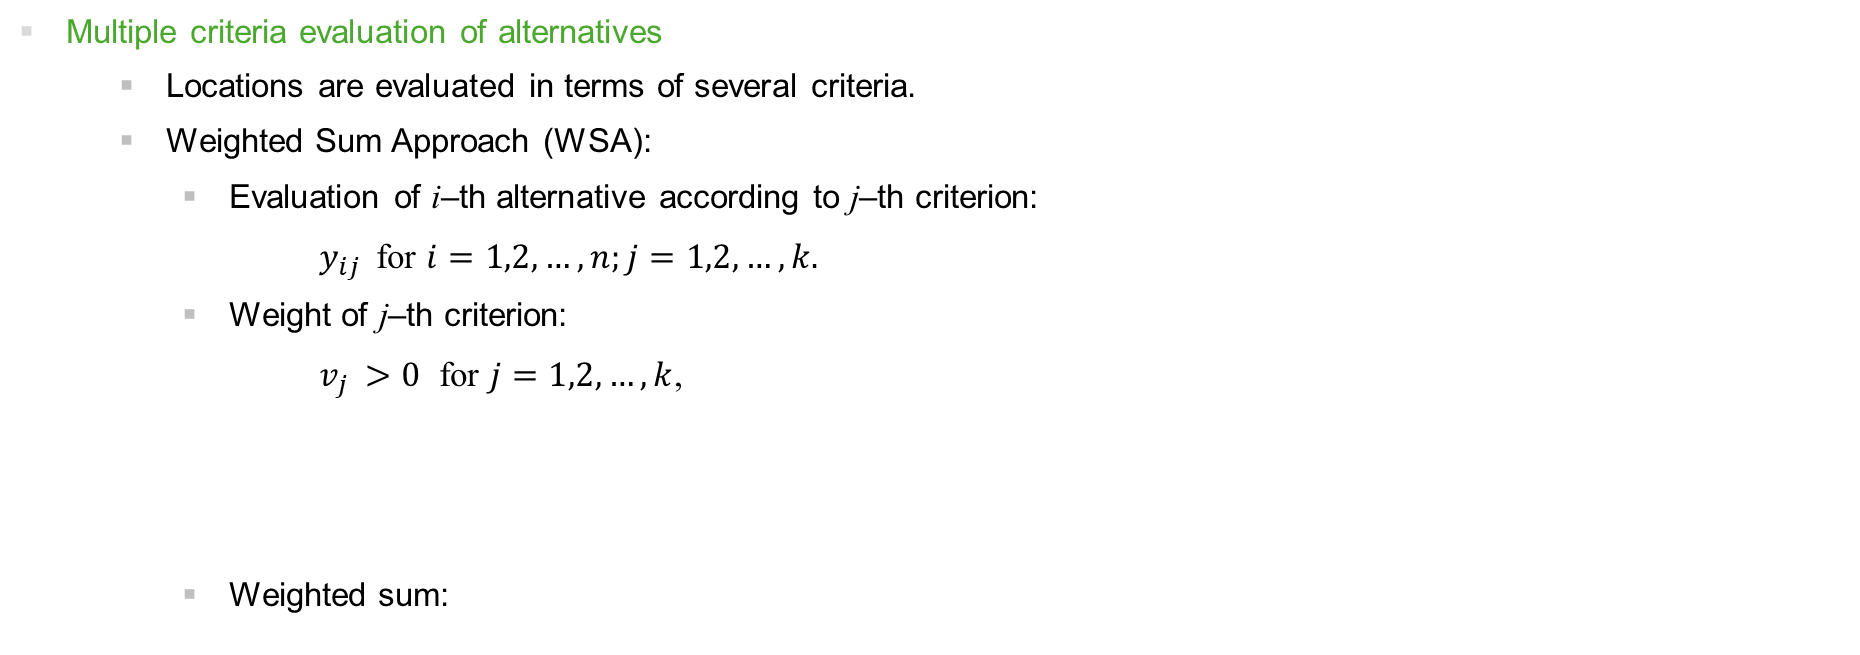 Multiple criteria evaluation of alternatives
Locations are evaluated in terms of several criteria.
Weighted Sum Approach (WSA):
Evaluation of i–th alternative according to j–th criterion:
y_{ij} for i = 1,2, … , n; j = 1,2, … , k.
Weight of j–th criterion:
v_j > 0 for j = 1,2, … , k,
Weighted sum: